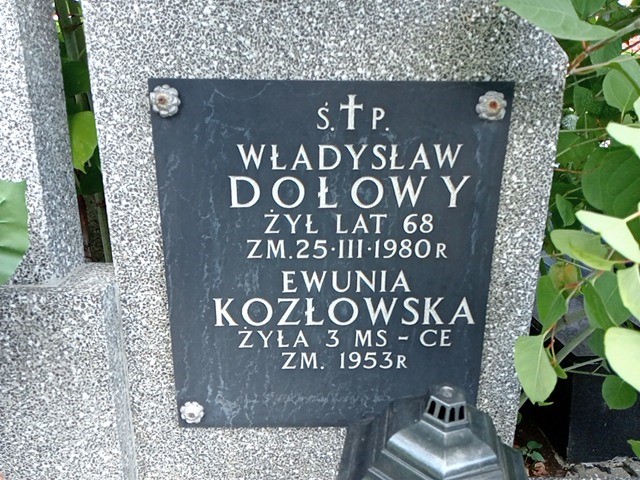 Ś.✝P.
WŁADYSŁAW
DOŁOWY
ŻYŁ LAT 68
ZM.25·III·1980R
EWUNIA
KOZŁOWSKA
ŻYŁA 3 MS-CE
ZM. 1953R